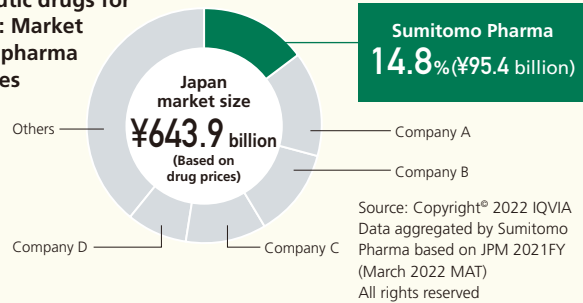 utic drugs for
: Market
pharma
es
Sumitomo Pharma
14.8%(¥95.4 billion)
Japan
market size
¥643.9 billion
(Based on
drug prices)
Others
Company A
Company B
Company C
Company D
Source: Copyright© 2022 IQVIA
Data aggregated by Sumitomo
Pharma based on JPM 2021FY
(March 2022 MAT)
All rights reserved